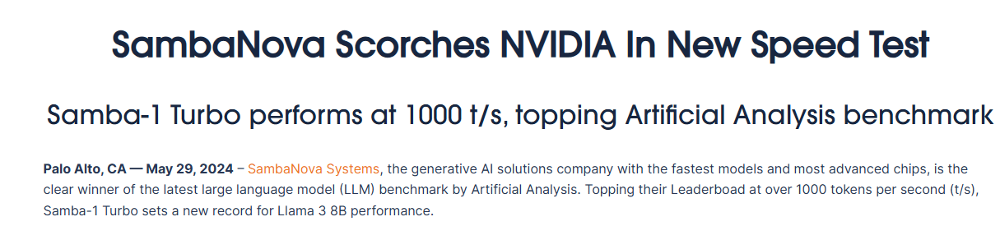 SambaNova Scorches NVIDIA In New Speed Test
Samba-1 Turbo performs at 1000 t/s, topping Artificial Analysis benchmark
Palo Alto, CA — May 29, 2024 – SambaNova Systems, the generative AI solutions company with the fastest models and most advanced chips, is the
clear winner of the latest large language model (LLM) benchmark by Artificial Analysis. Topping their Leaderboad at over 1000 tokens per second (t/s),
Samba-1 Turbo sets a new record for Llama 3 8B performance.